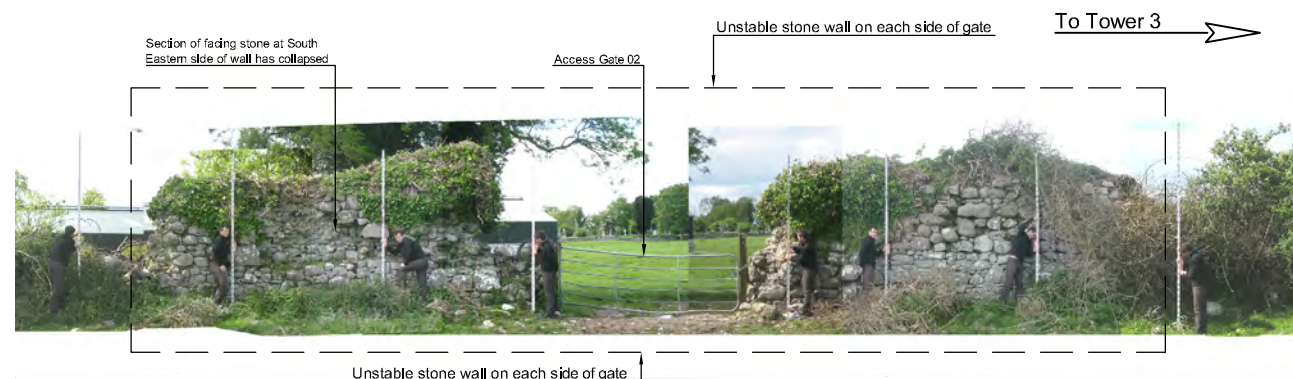 Unstable stone wall on each side of gate
To Tower 3
Section of facing stone at South
Eastern side of wall has collapsed
Access Gate 02
Unstable stone wall on each side of gate